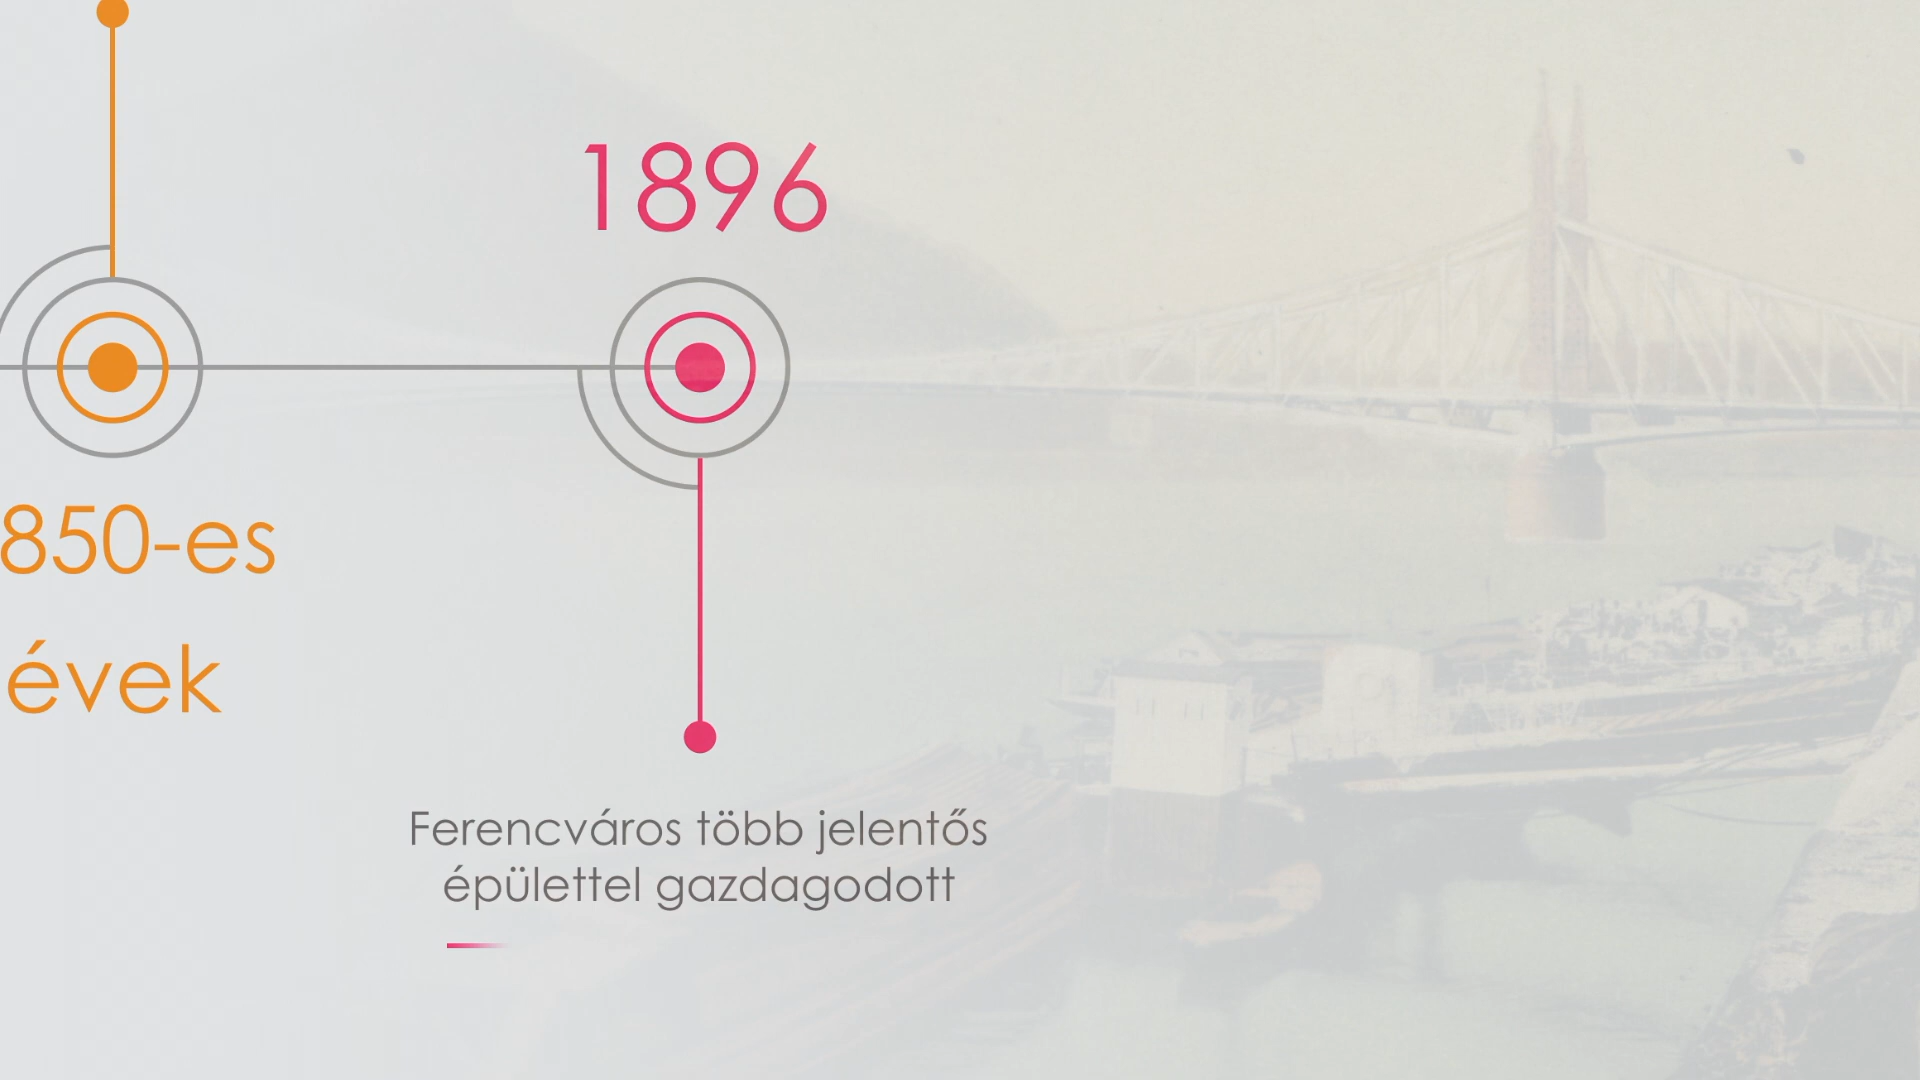 1896
850-es
évek
Ferencváros több jelentős
épülettel gazdagodott